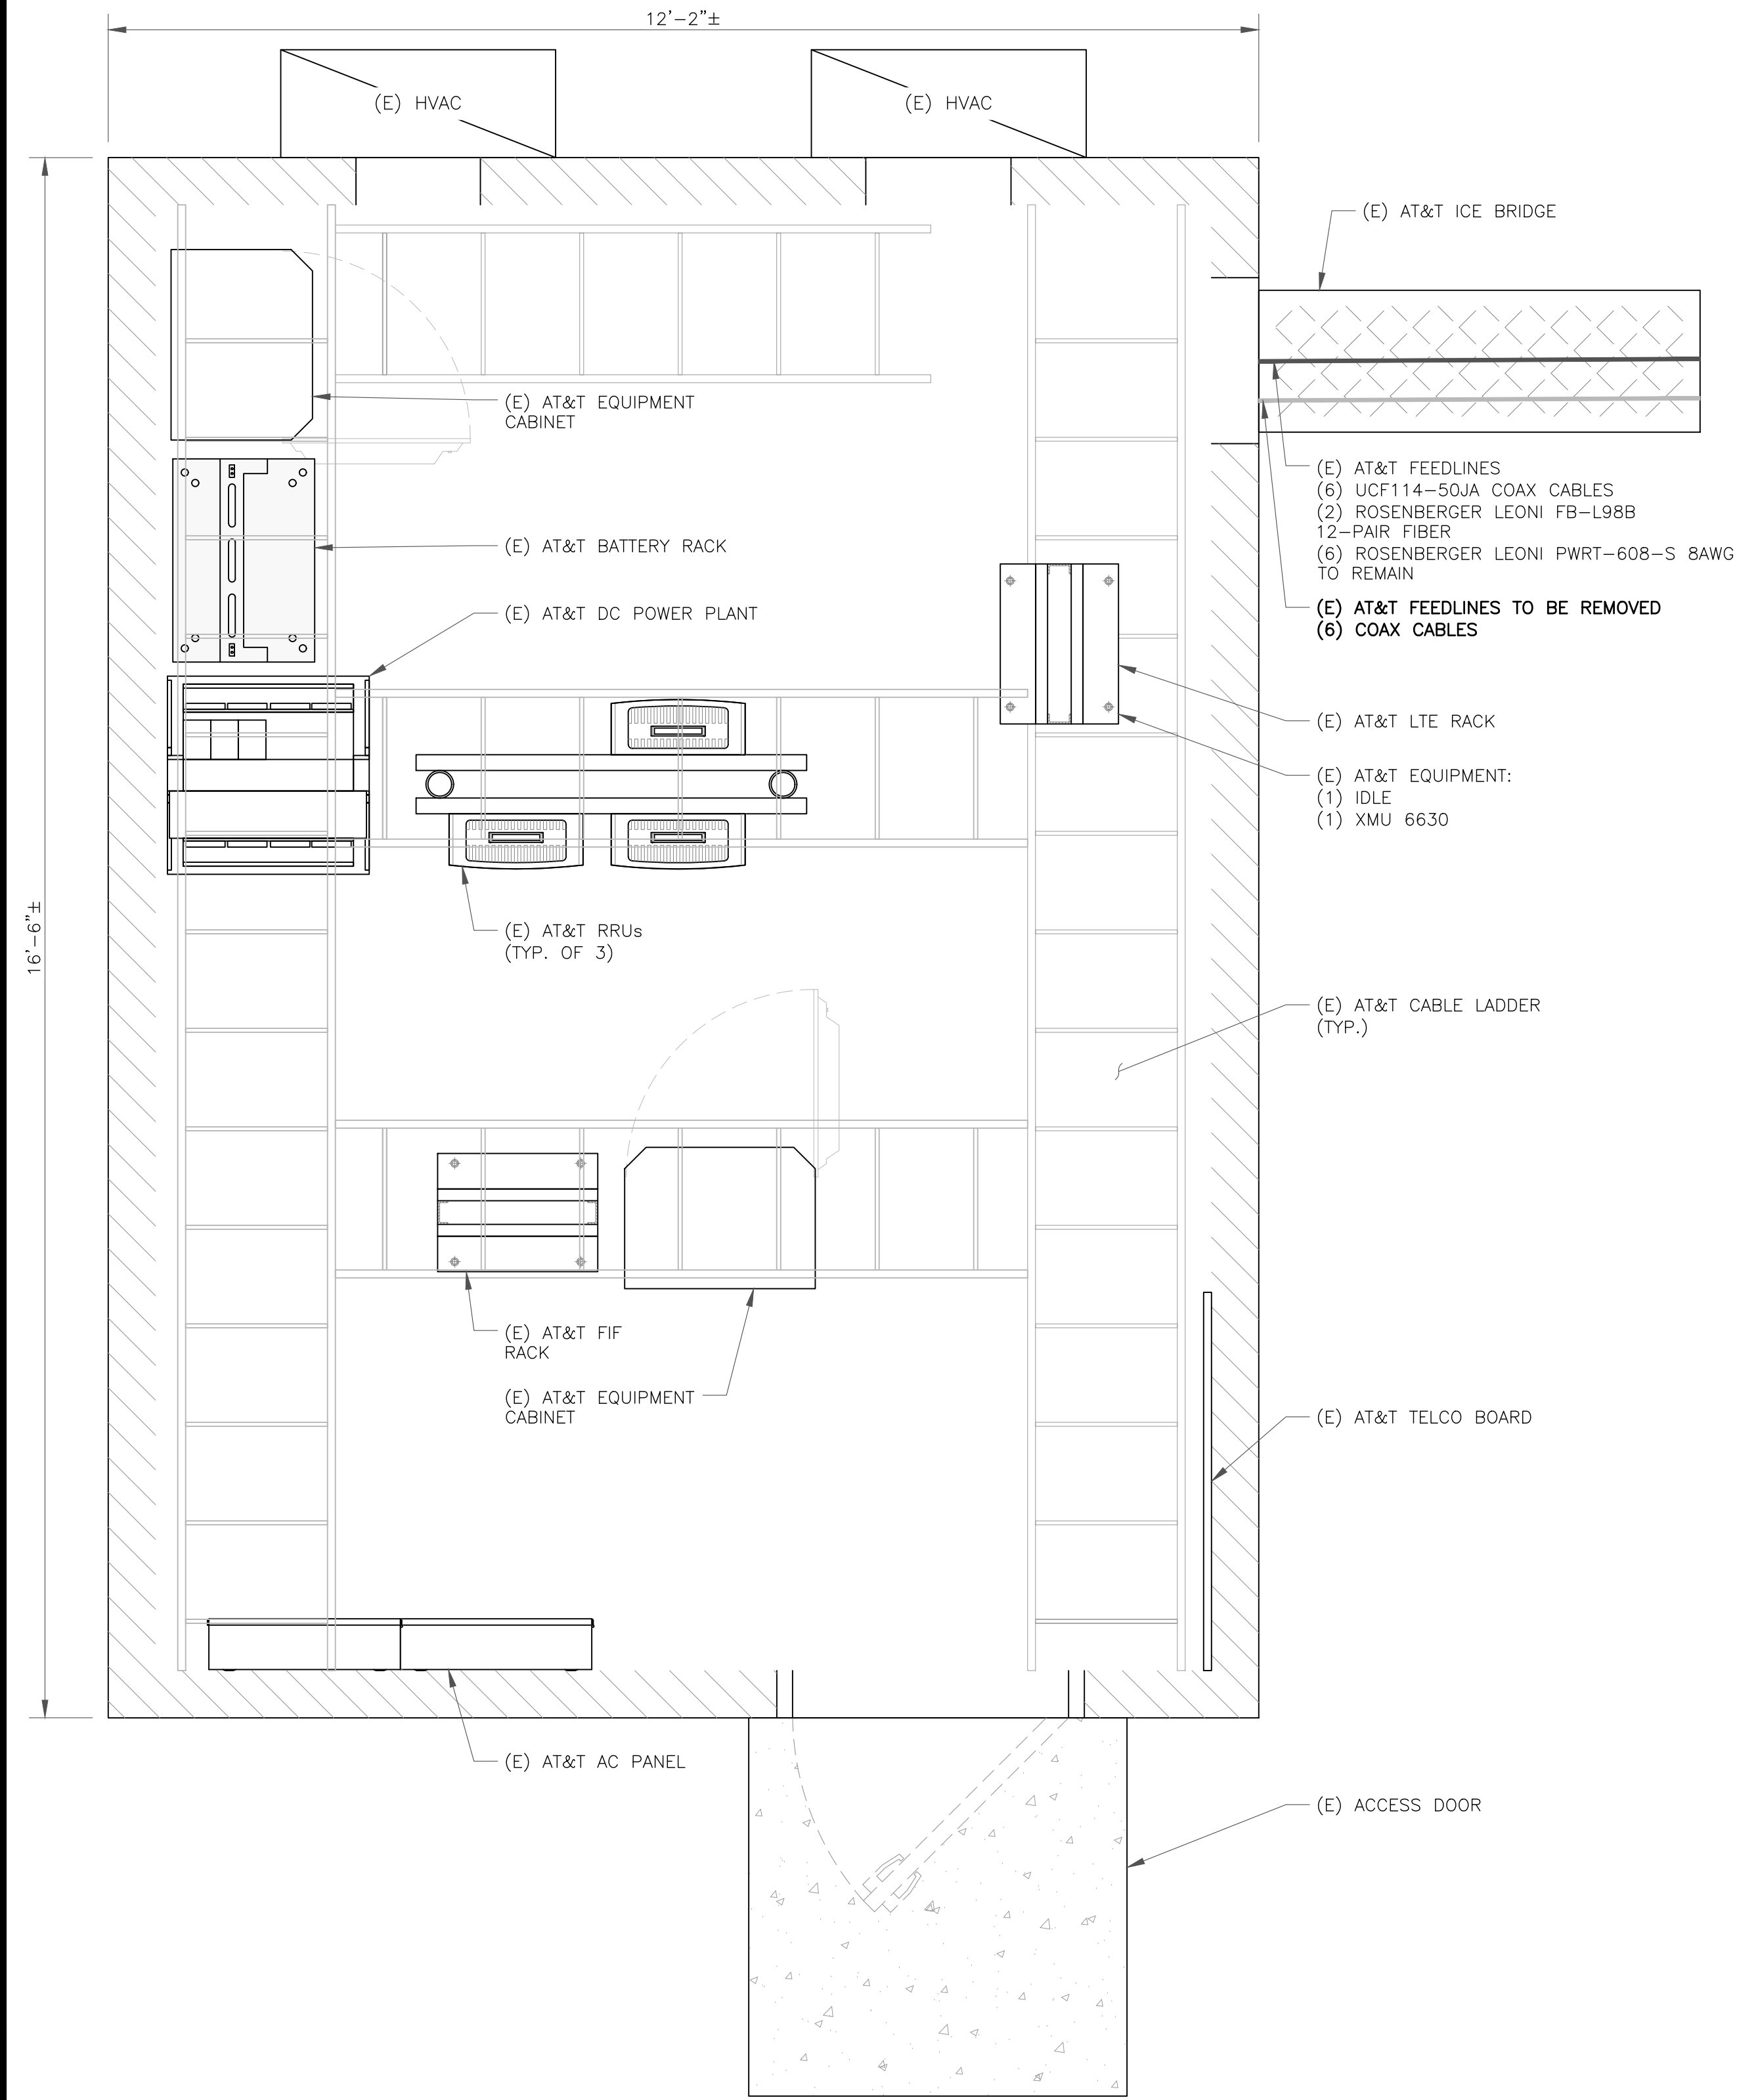 12'-2"±
(E) HVAC
(E) HVAC
(E) AT&T ICE BRIDGE
(E) AT&T EQUIPMENT
CABINET
(E) AT&T FEEDLINES
(6) UCF114-50JA COAX CABLES
(2) ROSENBERGER LEONI FB-L98B
12-PAIR FIBER
(6) ROSENBERGER LEONI PWRT-608-S 8AWG
TO REMAIN
(E) AT&T BATTERY RACK
(E) AT&T FEEDLINES TO BE REMOVED
(6) COAX CABLES
(E) AT&T DC POWER PLANT
(E) AT&T LTE RACK
(E) AT&T EQUIPMENT:
(1) IDLE
(1) XMU 6630
16'-6"±
(E) AT&T RRUs
(TYP. OF 3)
(E) AT&T CABLE LADDER
(TYP.)
(E) AT&T FIF
RACK
(E) AT&T EQUIPMENT
CABINET
(E) AT&T TELCO BOARD
(E) AT&T AC PANEL
(E) ACCESS DOOR